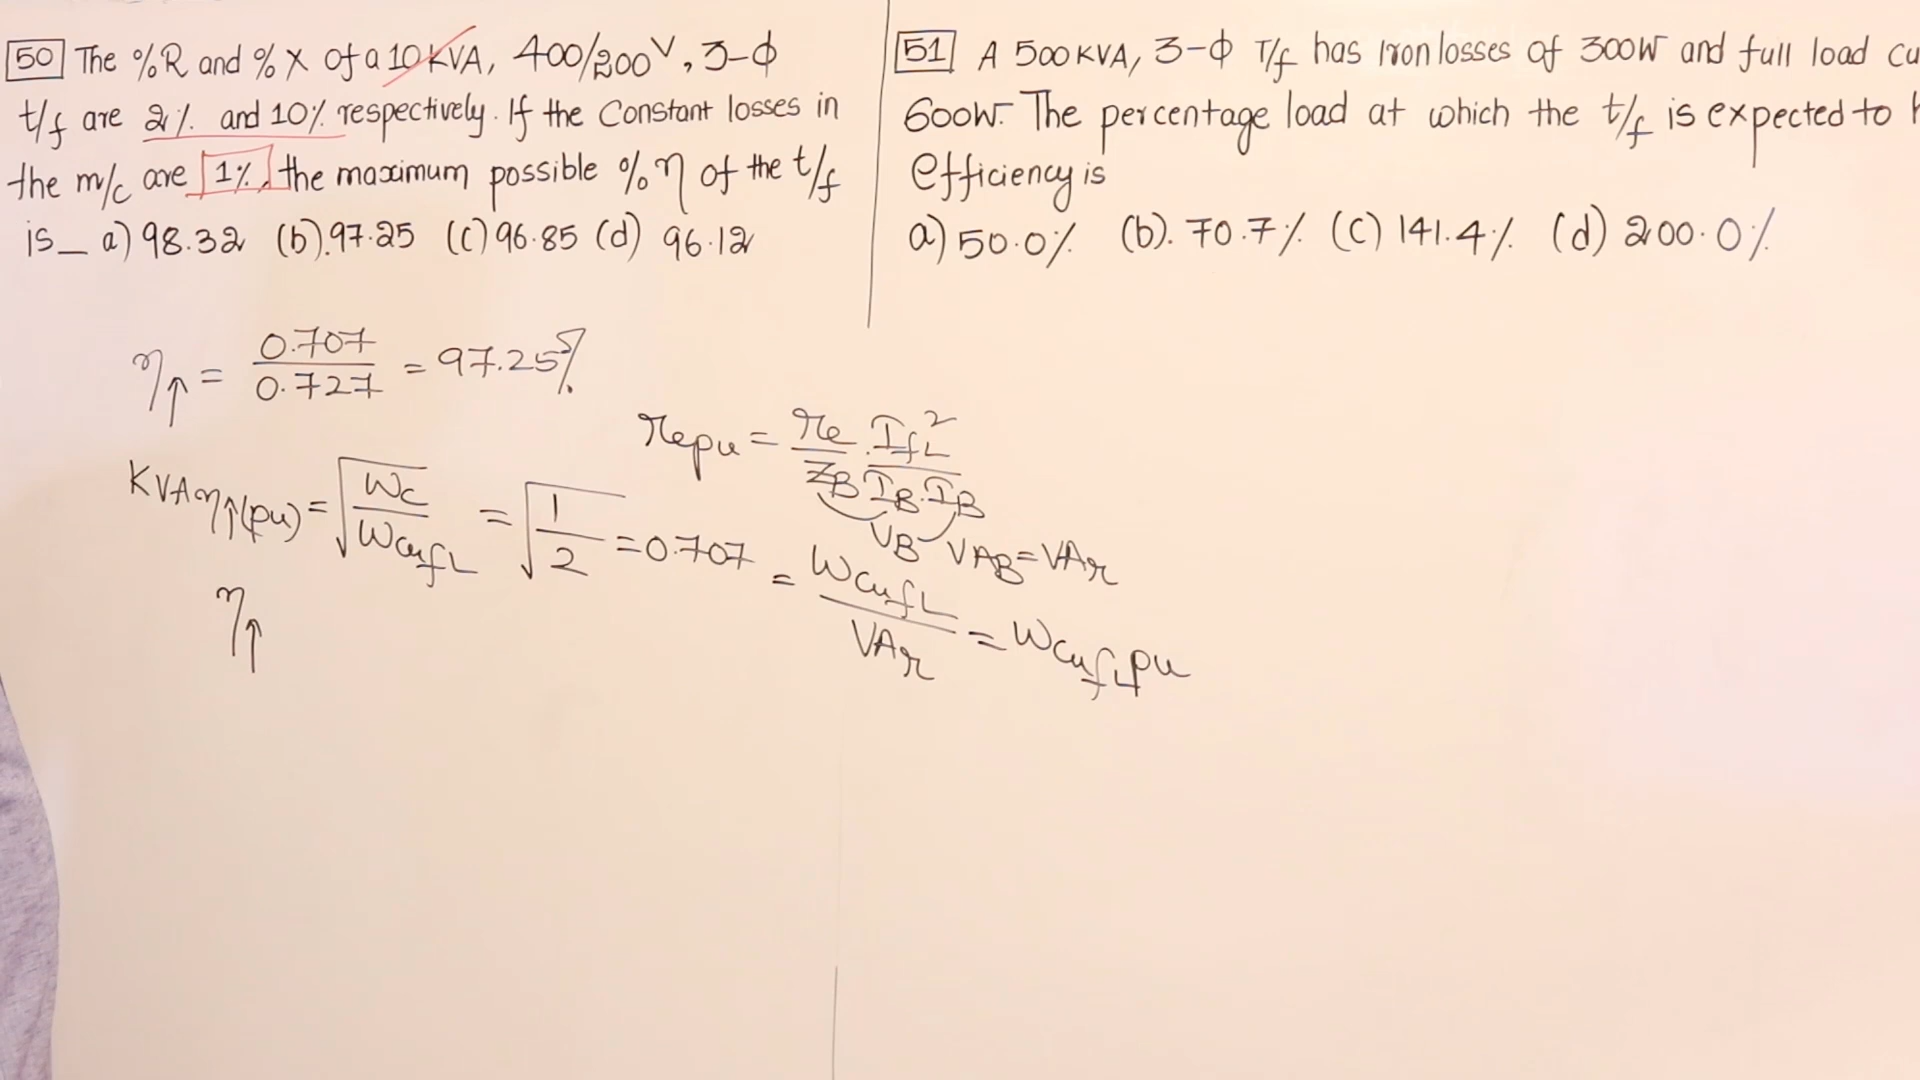 50 The %R and %X of a 10KVA, 400/200V, 3-Φ
t/f are 2% and 10% respectively. If the Constant losses in
the m/c are 1%, the maximum possible %η of the t/f
is_ a) 98.32 (b). 97.25 (c) 96.85 (d) 96.12
51 A 500KVA, 3-Φ T/f has Iron losses of 300W and full load cu
600W. The percentage load at which the t/f is expected to h
efficiency is
a) 50.0% (b). 70.7% (c) 141.4% (d) 200.0%
η↑ = 0.707/0.727 = 97.25%
KVAη↑(pu) = √(Wc/WcufL) = √(1/2) = 0.707
η↑
repu = re/ZB . IfL²/IB.IB
VB VAB = VAr
= WcufL/VAr = WcufLpu